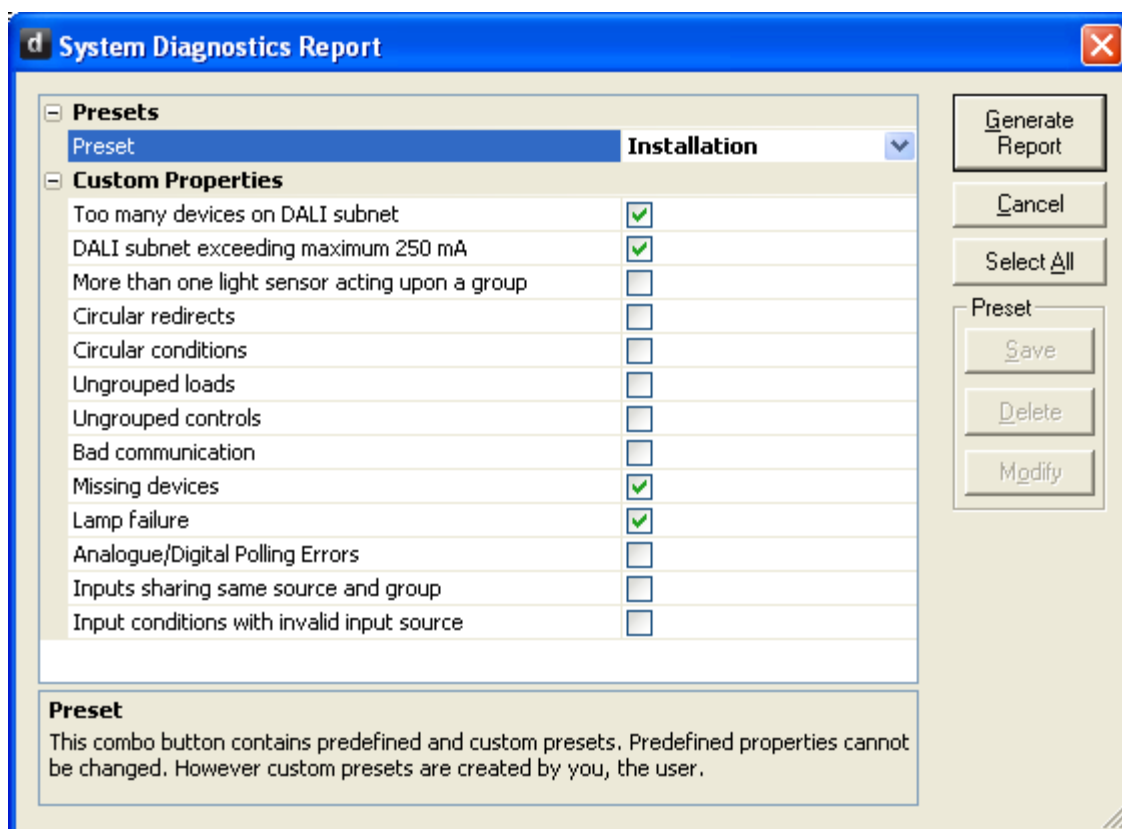 d System Diagnostics Report
Presets
Preset Installation
Custom Properties
Too many devices on DALI subnet
DALI subnet exceeding maximum 250 mA
More than one light sensor acting upon a group
Circular redirects
Circular conditions
Ungrouped loads
Ungrouped controls
Bad communication
Missing devices
Lamp failure
Analogue/Digital Polling Errors
Inputs sharing same source and group
Input conditions with invalid input source
Preset
This combo button contains predefined and custom presets. Predefined properties cannot
be changed. However custom presets are created by you, the user.
Generate
Report
Cancel
Select All
Preset
Save
Delete
Modify